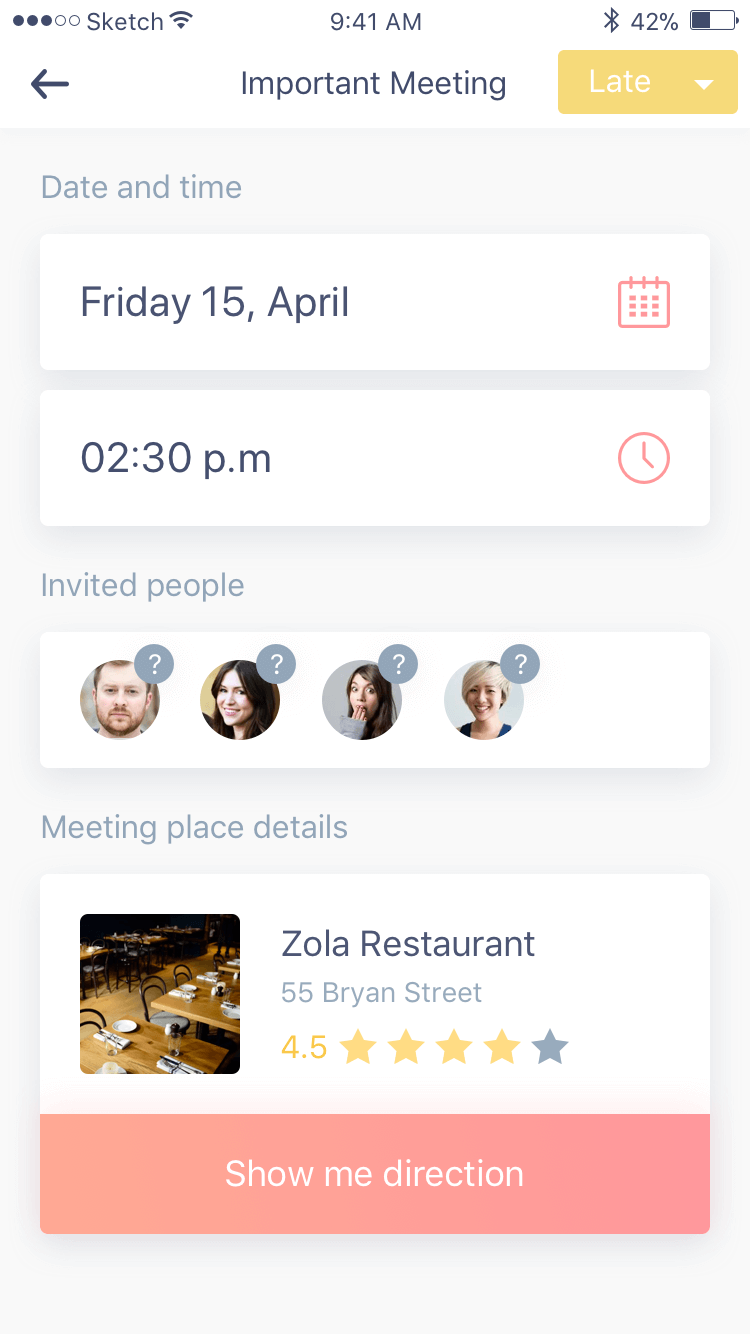 Sketch 9:41 AM 42%
Important Meeting Late
Date and time
Friday 15, April
02:30 p.m
Invited people
? ? ? ?
Meeting place details
Zola Restaurant
55 Bryan Street
4.5
Show me direction